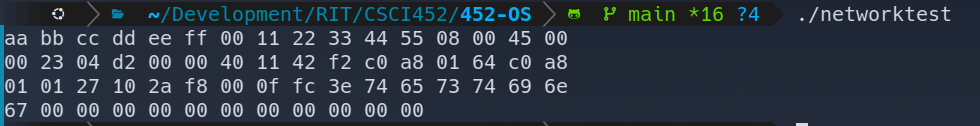 ~/Development/RIT/CSCI452/452-OS main *16 ?4 ./networktest
aa bb cc dd ee ff 00 11 22 33 44 55 08 00 45 00
00 23 04 d2 00 00 40 11 42 f2 c0 a8 01 64 c0 a8
01 01 27 10 2a f8 00 0f fc 3e 74 65 73 74 69 6e
67 00 00 00 00 00 00 00 00 00 00 00